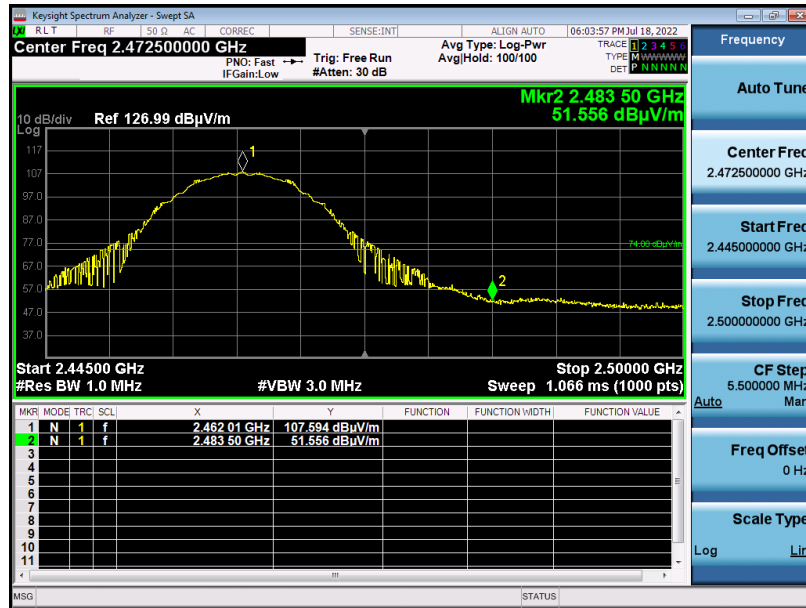 Keysight Spectrum Analyzer - Swept SA
LXI R L T RF 50 Ω AC CORREC SENSE:INT ALIGN AUTO 06:03:57 PM Jul 18, 2022
Center Freq 2.472500000 GHz
PNO: Fast
IFGain:Low
Trig: Free Run
#Atten: 30 dB
Avg Type: Log-Pwr
Avg|Hold: 100/100
TRACE 1 2 3 4 5 6
TYPE M WWWWW
DET P N N N N N
Mkr2 2.483 50 GHz
51.556 dBµV/m
10 dB/div Ref 126.99 dBµV/m
Log
117
107
97.0
87.0
77.0
67.0
57.0
47.0
37.0
1
2
74.00 dBµV/m
Start 2.44500 GHz Stop 2.50000 GHz
#Res BW 1.0 MHz #VBW 3.0 MHz Sweep 1.066 ms (1000 pts)
MKR MODE TRC SCL X Y FUNCTION FUNCTION WIDTH FUNCTION VALUE
1 N 1 f 2.462 01 GHz 107.594 dBµV/m
2 N 1 f 2.483 50 GHz 51.556 dBµV/m
3
4
5
6
7
8
9
10
11
MSG STATUS
Frequency
Auto Tune
Center Freq
2.472500000 GHz
Start Freq
2.445000000 GHz
Stop Freq
2.500000000 GHz
CF Step
5.500000 MHz
Auto Man
Freq Offset
0 Hz
Scale Type
Log Lin